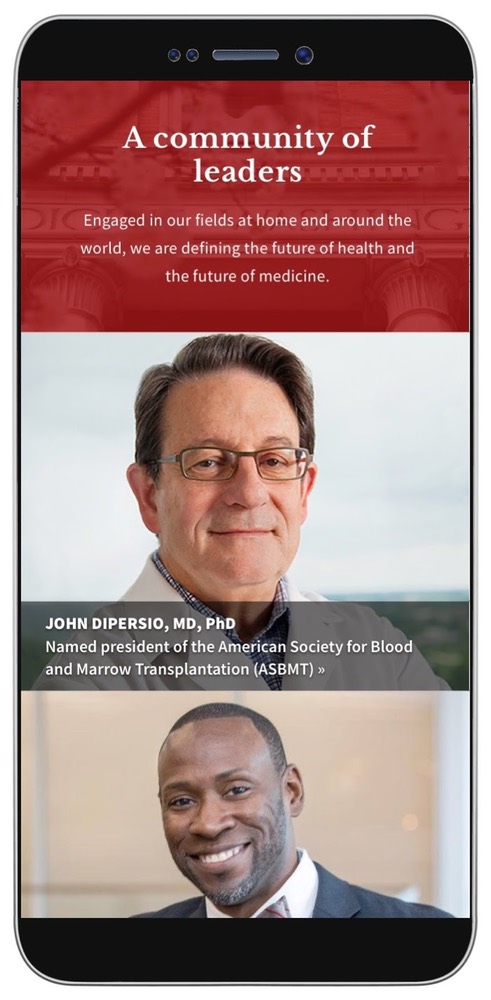 A community of
leaders
Engaged in our fields at home and around the
world, we are defining the future of health and
the future of medicine.
JOHN DIPERSIO, MD, PhD
Named president of the American Society for Blood
and Marrow Transplantation (ASBMT) »